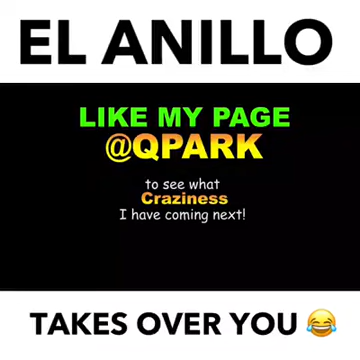 EL ANILLO
LIKE MY PAGE
@QPARK
to see what
Craziness
I have coming next!
TAKES OVER YOU 😂